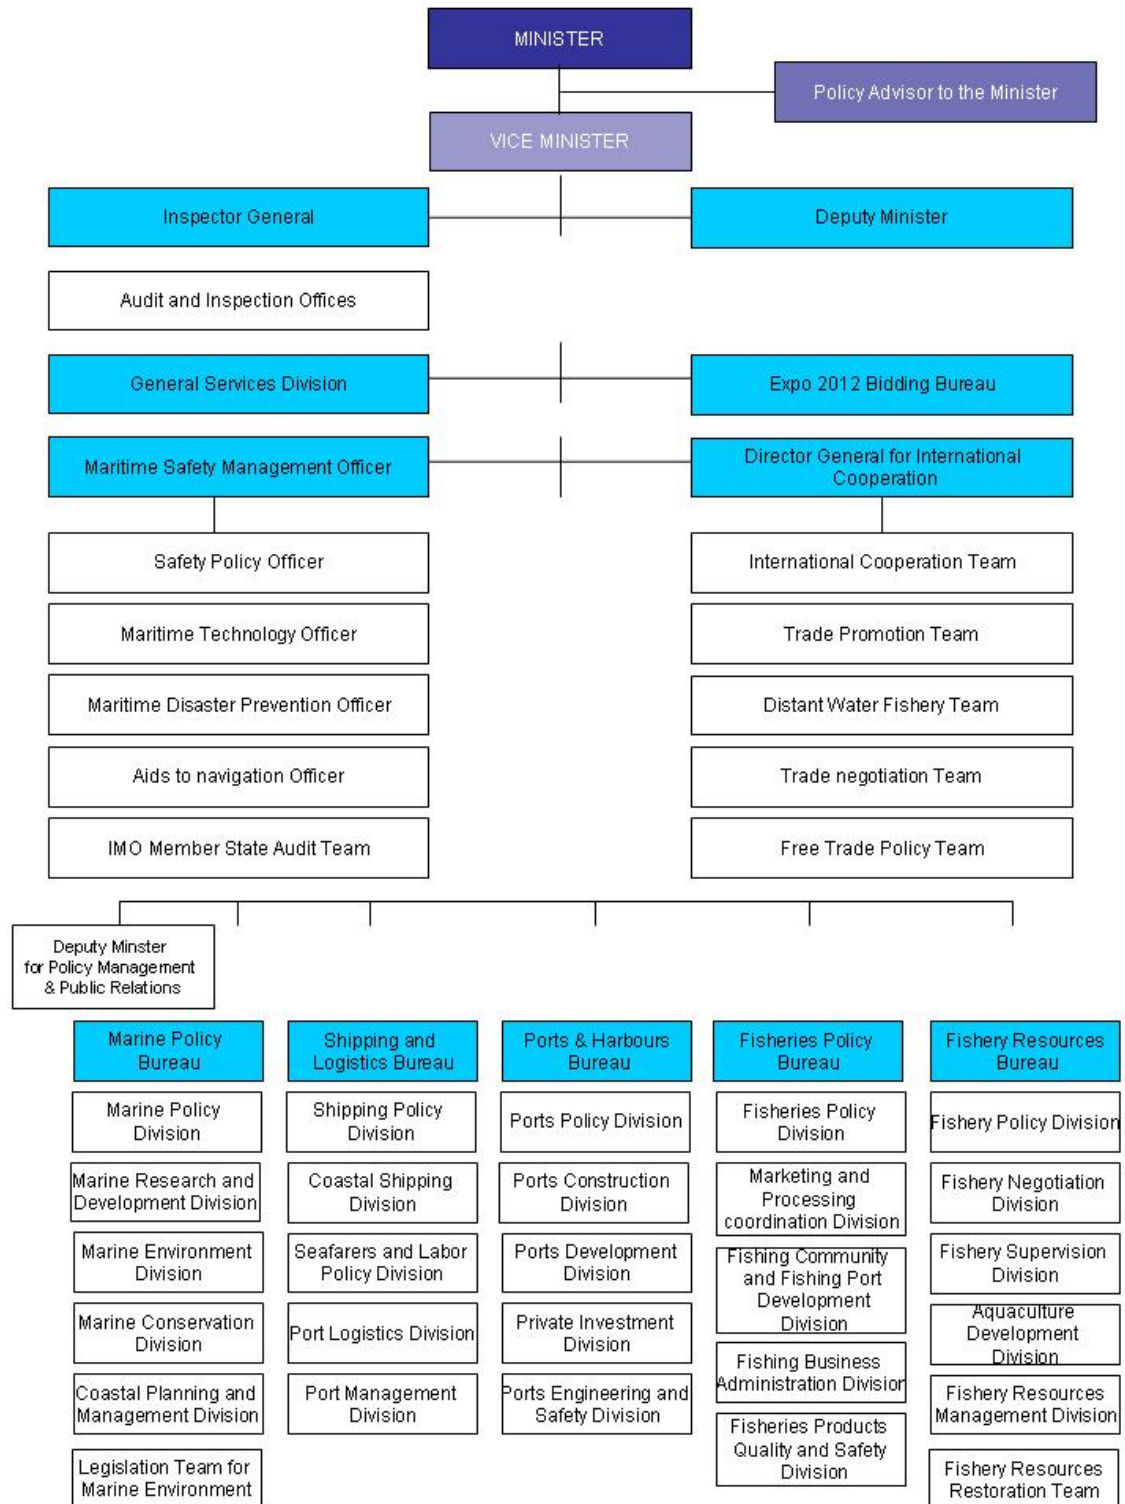 MINISTER
Policy Advisor to the Minister
VICE MINISTER
Inspector General
Deputy Minister
Audit and Inspection Offices
General Services Division
Expo 2012 Bidding Bureau
Maritime Safety Management Officer
Director General for International
Cooperation
Safety Policy Officer
International Cooperation Team
Maritime Technology Officer
Trade Promotion Team
Maritime Disaster Prevention Officer
Distant Water Fishery Team
Aids to navigation Officer
Trade negotiation Team
IMO Member State Audit Team
Free Trade Policy Team
Deputy Minster
for Policy Management
& Public Relations
Marine Policy
Bureau
Marine Policy
Division
Marine Research and
Development Division
Marine Environment
Division
Marine Conservation
Division
Coastal Planning and
Management Division
Legislation Team for
Marine Environment
Shipping and
Logistics Bureau
Shipping Policy
Division
Coastal Shipping
Division
Seafarers and Labor
Policy Division
Port Logistics Division
Port Management
Division
Ports & Harbours
Bureau
Ports Policy Division
Ports Construction
Division
Ports Development
Division
Private Investment
Division
Ports Engineering and
Safety Division
Fisheries Policy
Bureau
Fisheries Policy
Division
Marketing and
Processing
coordination Division
Fishing Community
and Fishing Port
Development
Division
Fishing Business
Administration Division
Fisheries Products
Quality and Safety
Division
Fishery Resources
Bureau
Fishery Policy Division
Fishery Negotiation
Division
Fishery Supervision
Division
Aquaculture
Development
Division
Fishery Resources
Management Division
Fishery Resources
Restoration Team